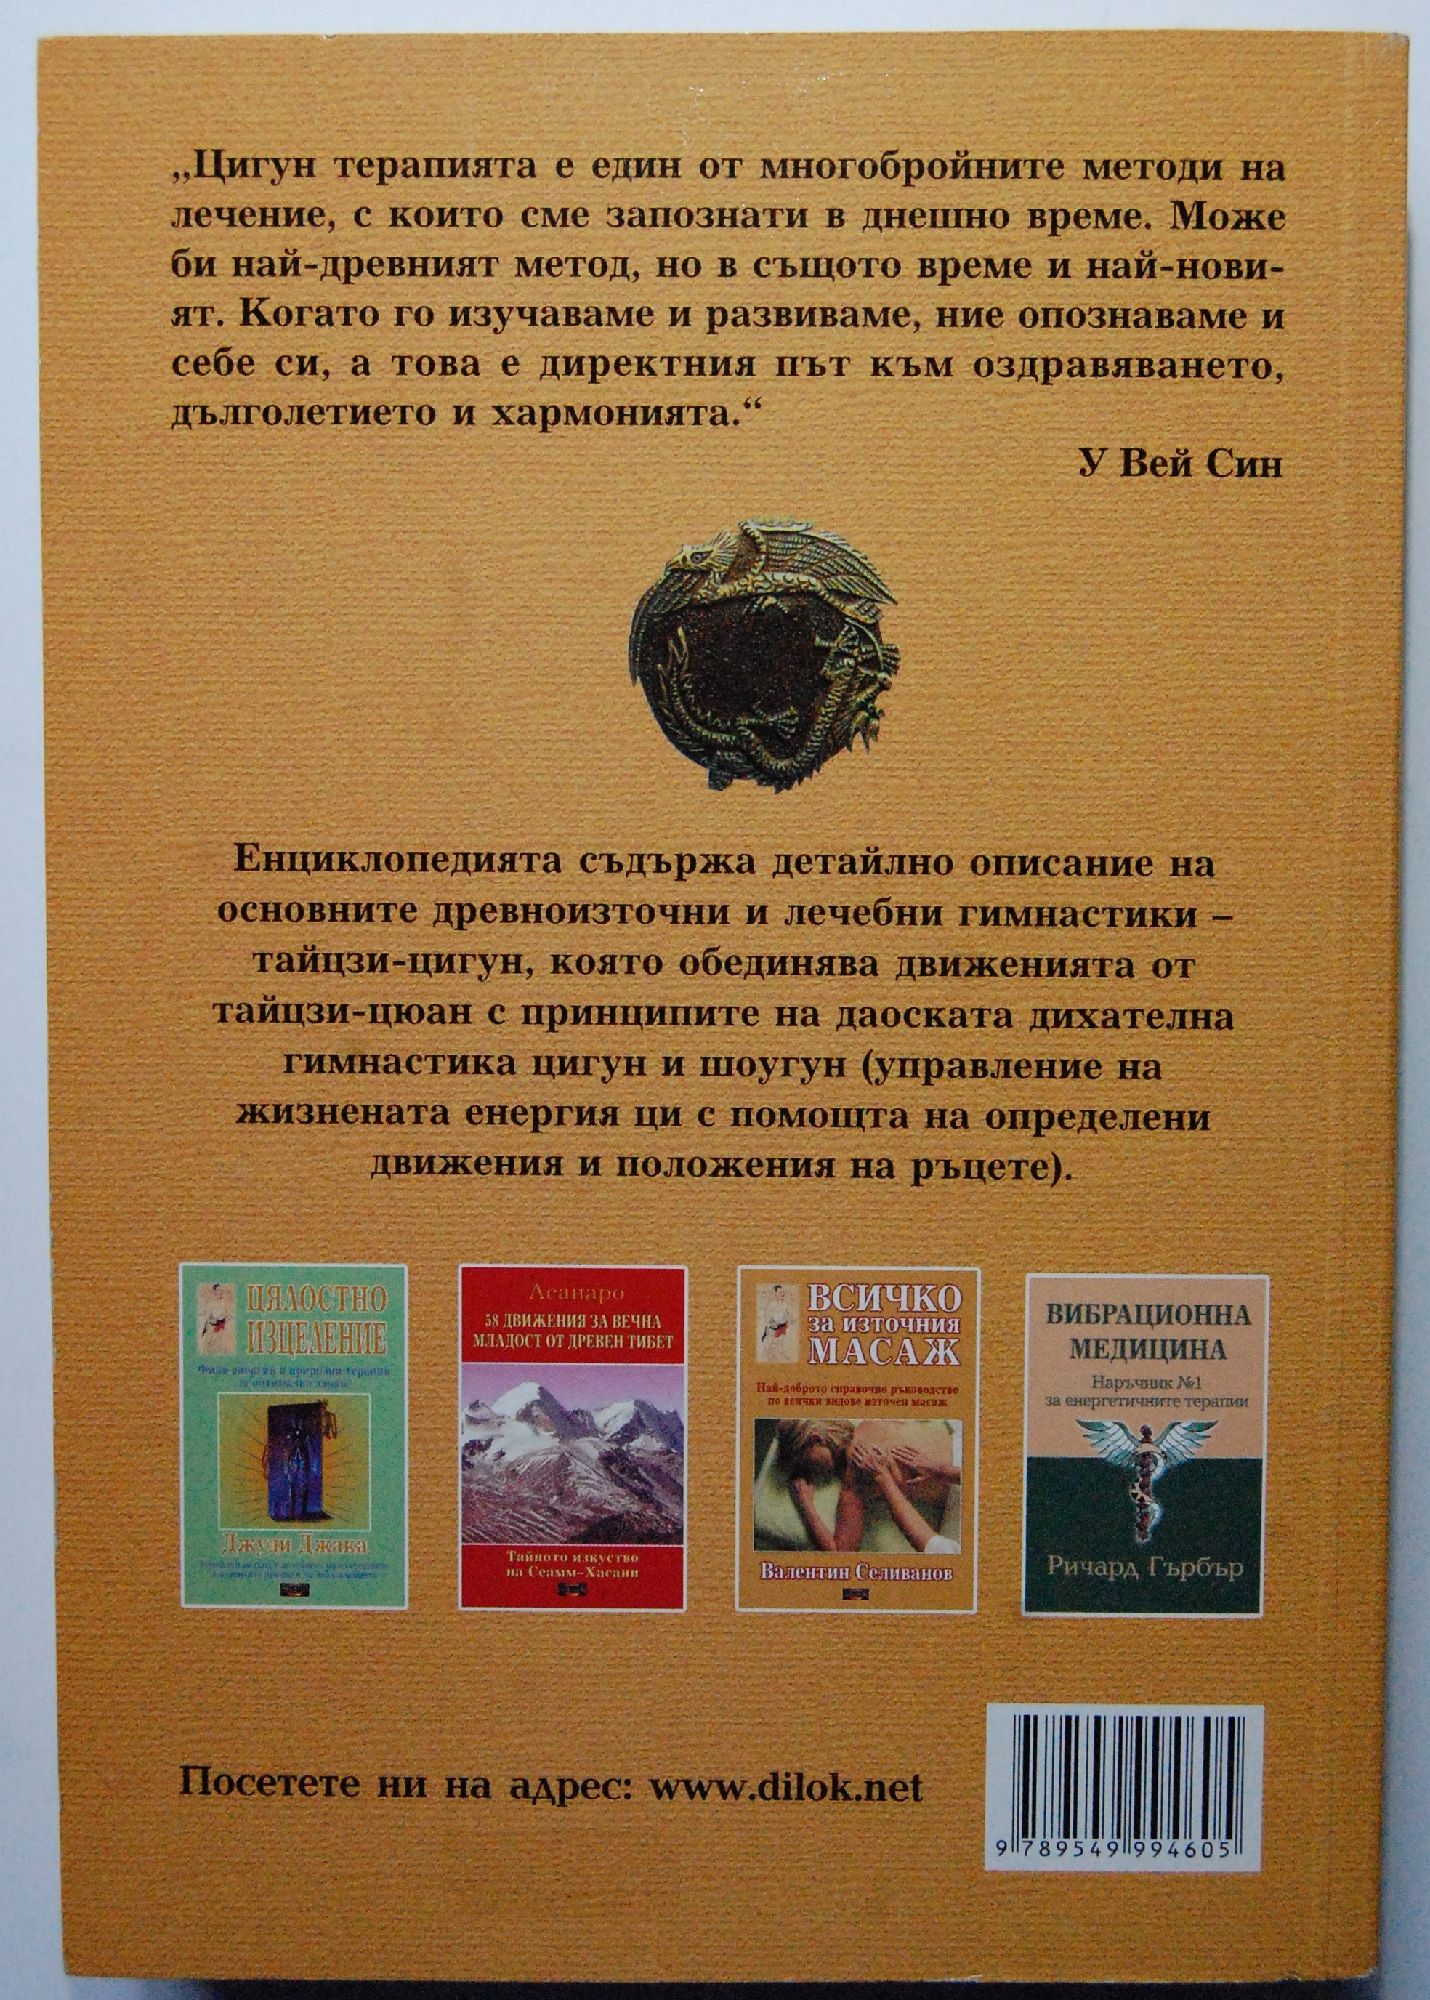 „Цигун терапията е един от многобройните методи на
лечение, с които сме запознати в днешно време. Може
би най-древният метод, но в същото време и най-нови-
ят. Когато го изучаваме и развиваме, ние опознаваме и
себе си, а това е директния път към оздравяването,
дълголетието и хармонията.“
У Вей Син
Енциклопедията съдържа детайлно описание на
основните древноизточни и лечебни гимнастики –
тайцзи-цигун, която обединява движенията от
тайцзи-цюан с принципите на даоската дихателна
гимнастика цигун и шоугун (управление на
жизнената енергия ци с помощта на определени
движения и положения на ръцете).
ЦЯЛОСТНО
ИЗЦЕЛЕНИЕ
Джуди Джака
Асанаро
58 ДВИЖЕНИЯ ЗА ВЕЧНА
МЛАДОСТ ОТ ДРЕВЕН ТИБЕТ
Тайното изкуство
на Сеамм-Хасани
ВСИЧКО
ЗА ИЗТОЧНИЯ
МАСАЖ
Най-доброто справочно ръководство
по всички видове източен масаж
Валентин Селиванов
ВИБРАЦИОННА
МЕДИЦИНА
Наръчник №1
за енергетичните терапии
Ричард Гърбър
Посетете ни на адрес: www.dilok.net
9 789549 994605